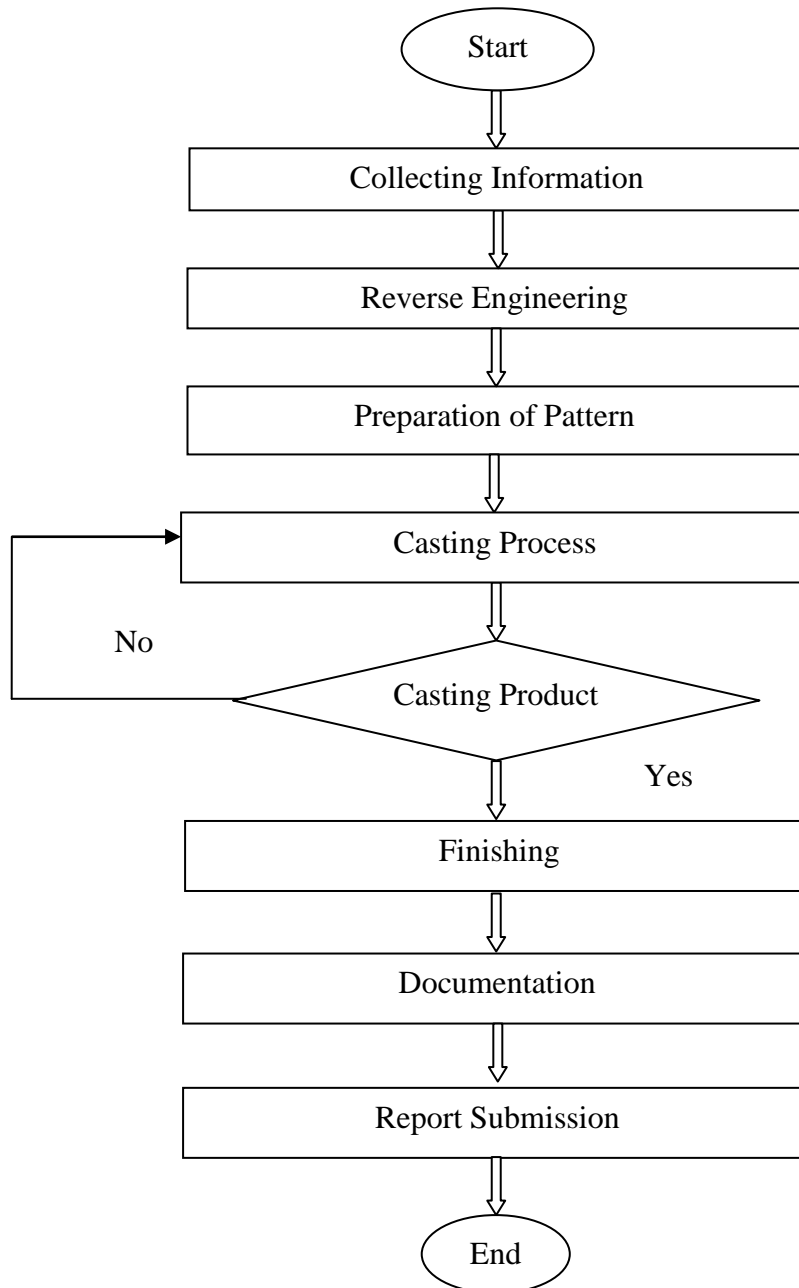 Start
Collecting Information
Reverse Engineering
Preparation of Pattern
Casting Process
No
Casting Product
Yes
Finishing
Documentation
Report Submission
End